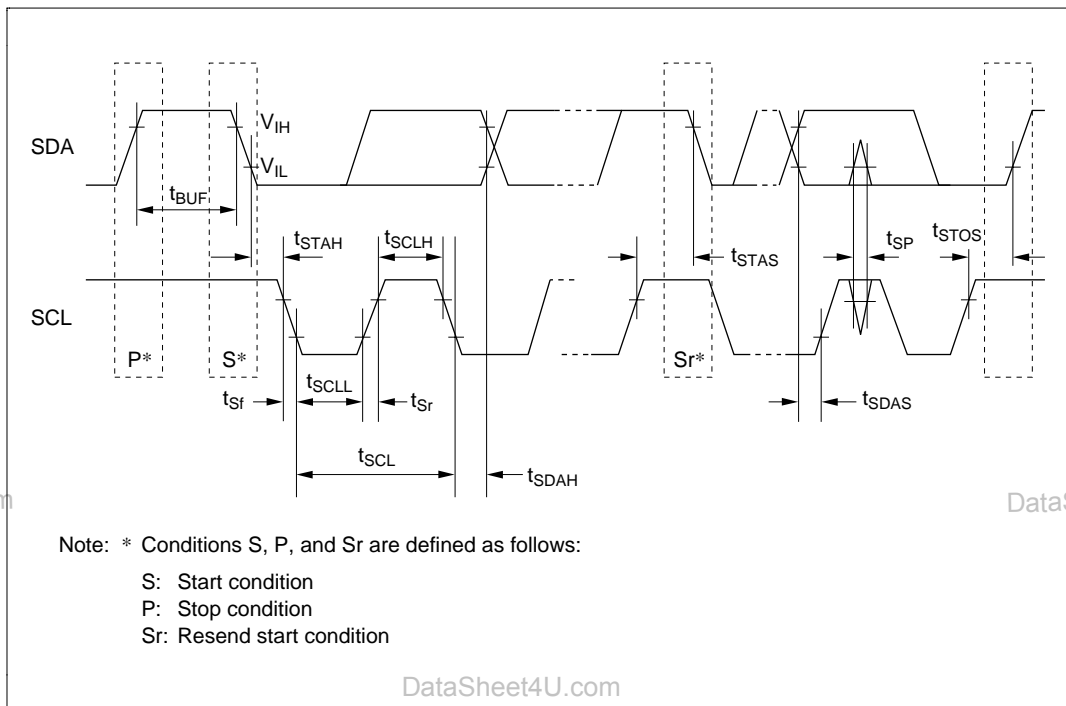 SDA
V_IH
V_IL
t_BUF
t_STAH
t_SCLH
t_STAS
t_SP
t_STOS
SCL
P*
S*
Sr*
t_Sf
t_SCLL
t_Sr
t_SDAS
t_SCL
t_SDAH
m
DataS
Note: * Conditions S, P, and Sr are defined as follows:
S: Start condition
P: Stop condition
Sr: Resend start condition
DataSheet4U.com